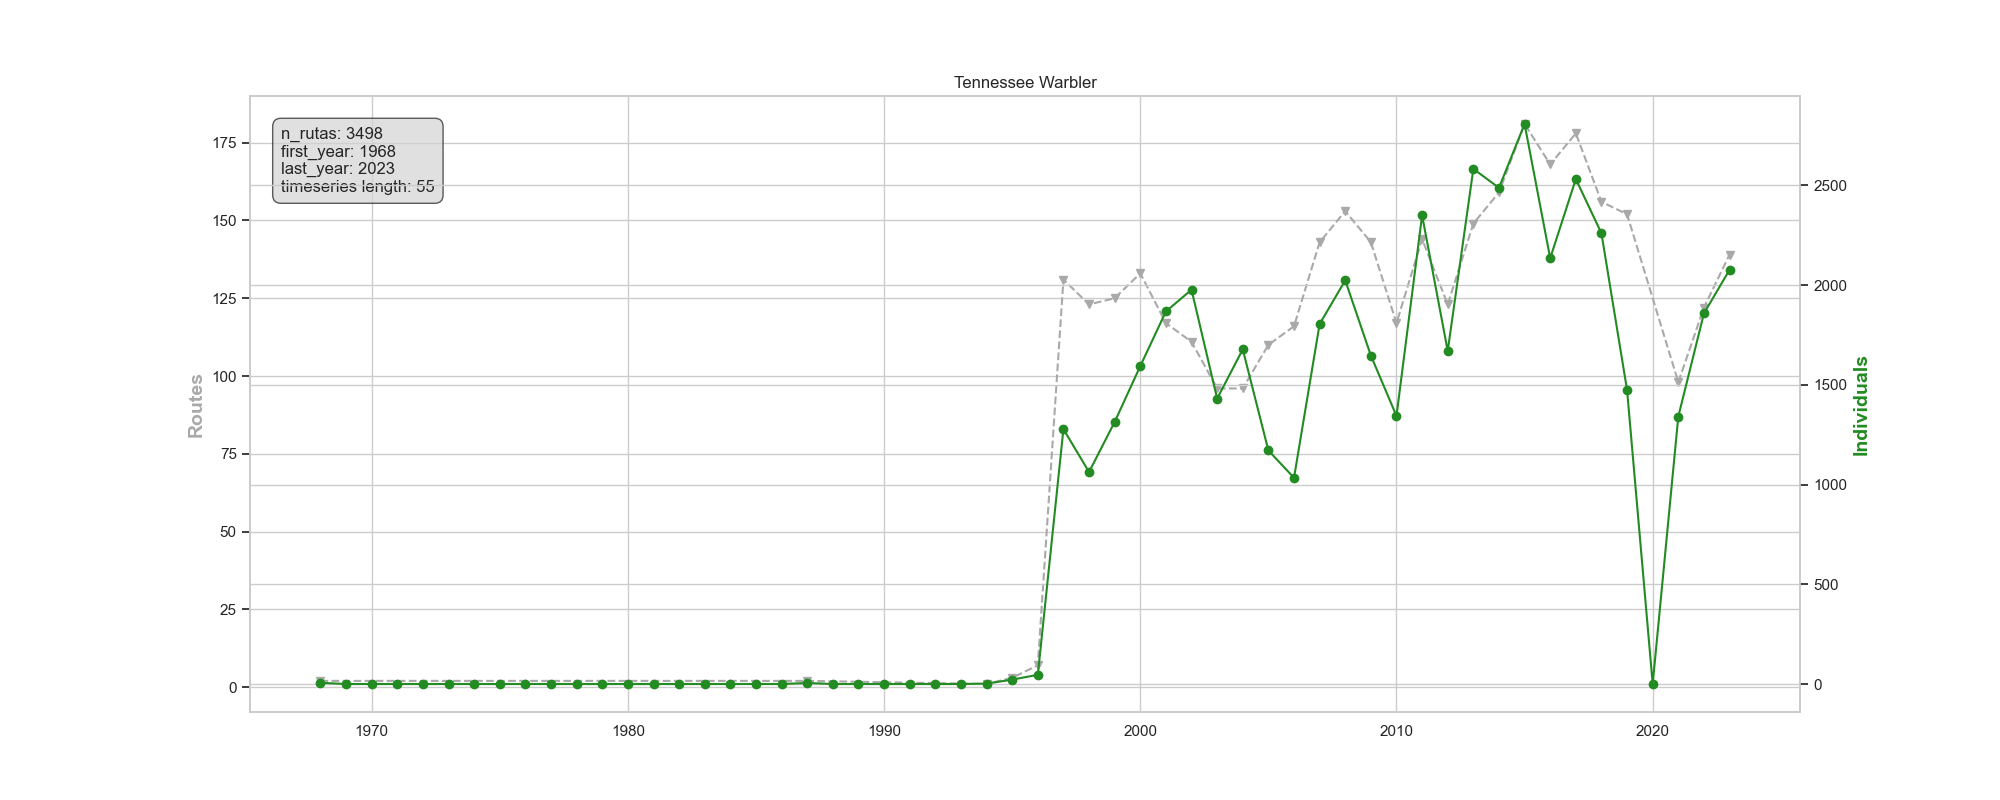 Tennessee Warbler
n_rutas: 3498
first_year: 1968
last_year: 2023
timeseries length: 55
175
150
125
100
75
50
25
0
Routes
2500
2000
1500
1000
500
0
Individuals
1970
1980
1990
2000
2010
2020